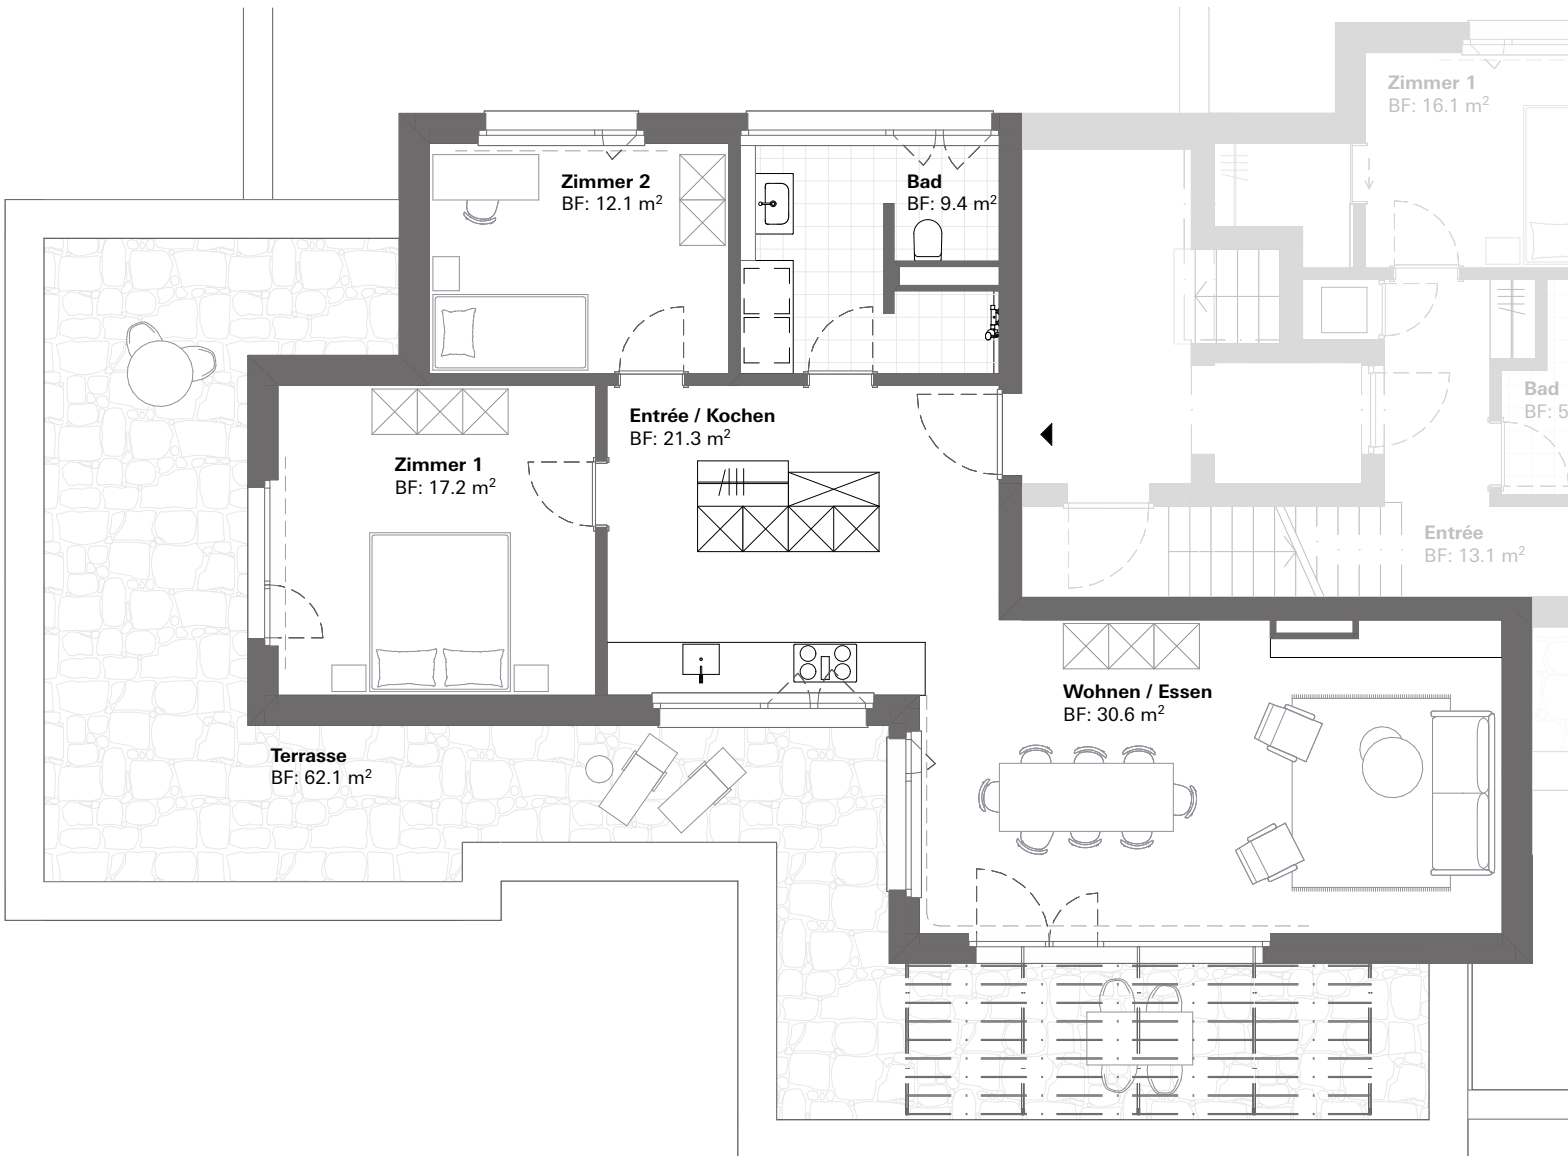 Zimmer 1
BF: 16.1 m²
Zimmer 2
BF: 12.1 m²
Bad
BF: 9.4 m²
Entrée / Kochen
BF: 21.3 m²
Bad
BF: 5
Zimmer 1
BF: 17.2 m²
Entrée
BF: 13.1 m²
Wohnen / Essen
BF: 30.6 m²
Terrasse
BF: 62.1 m²